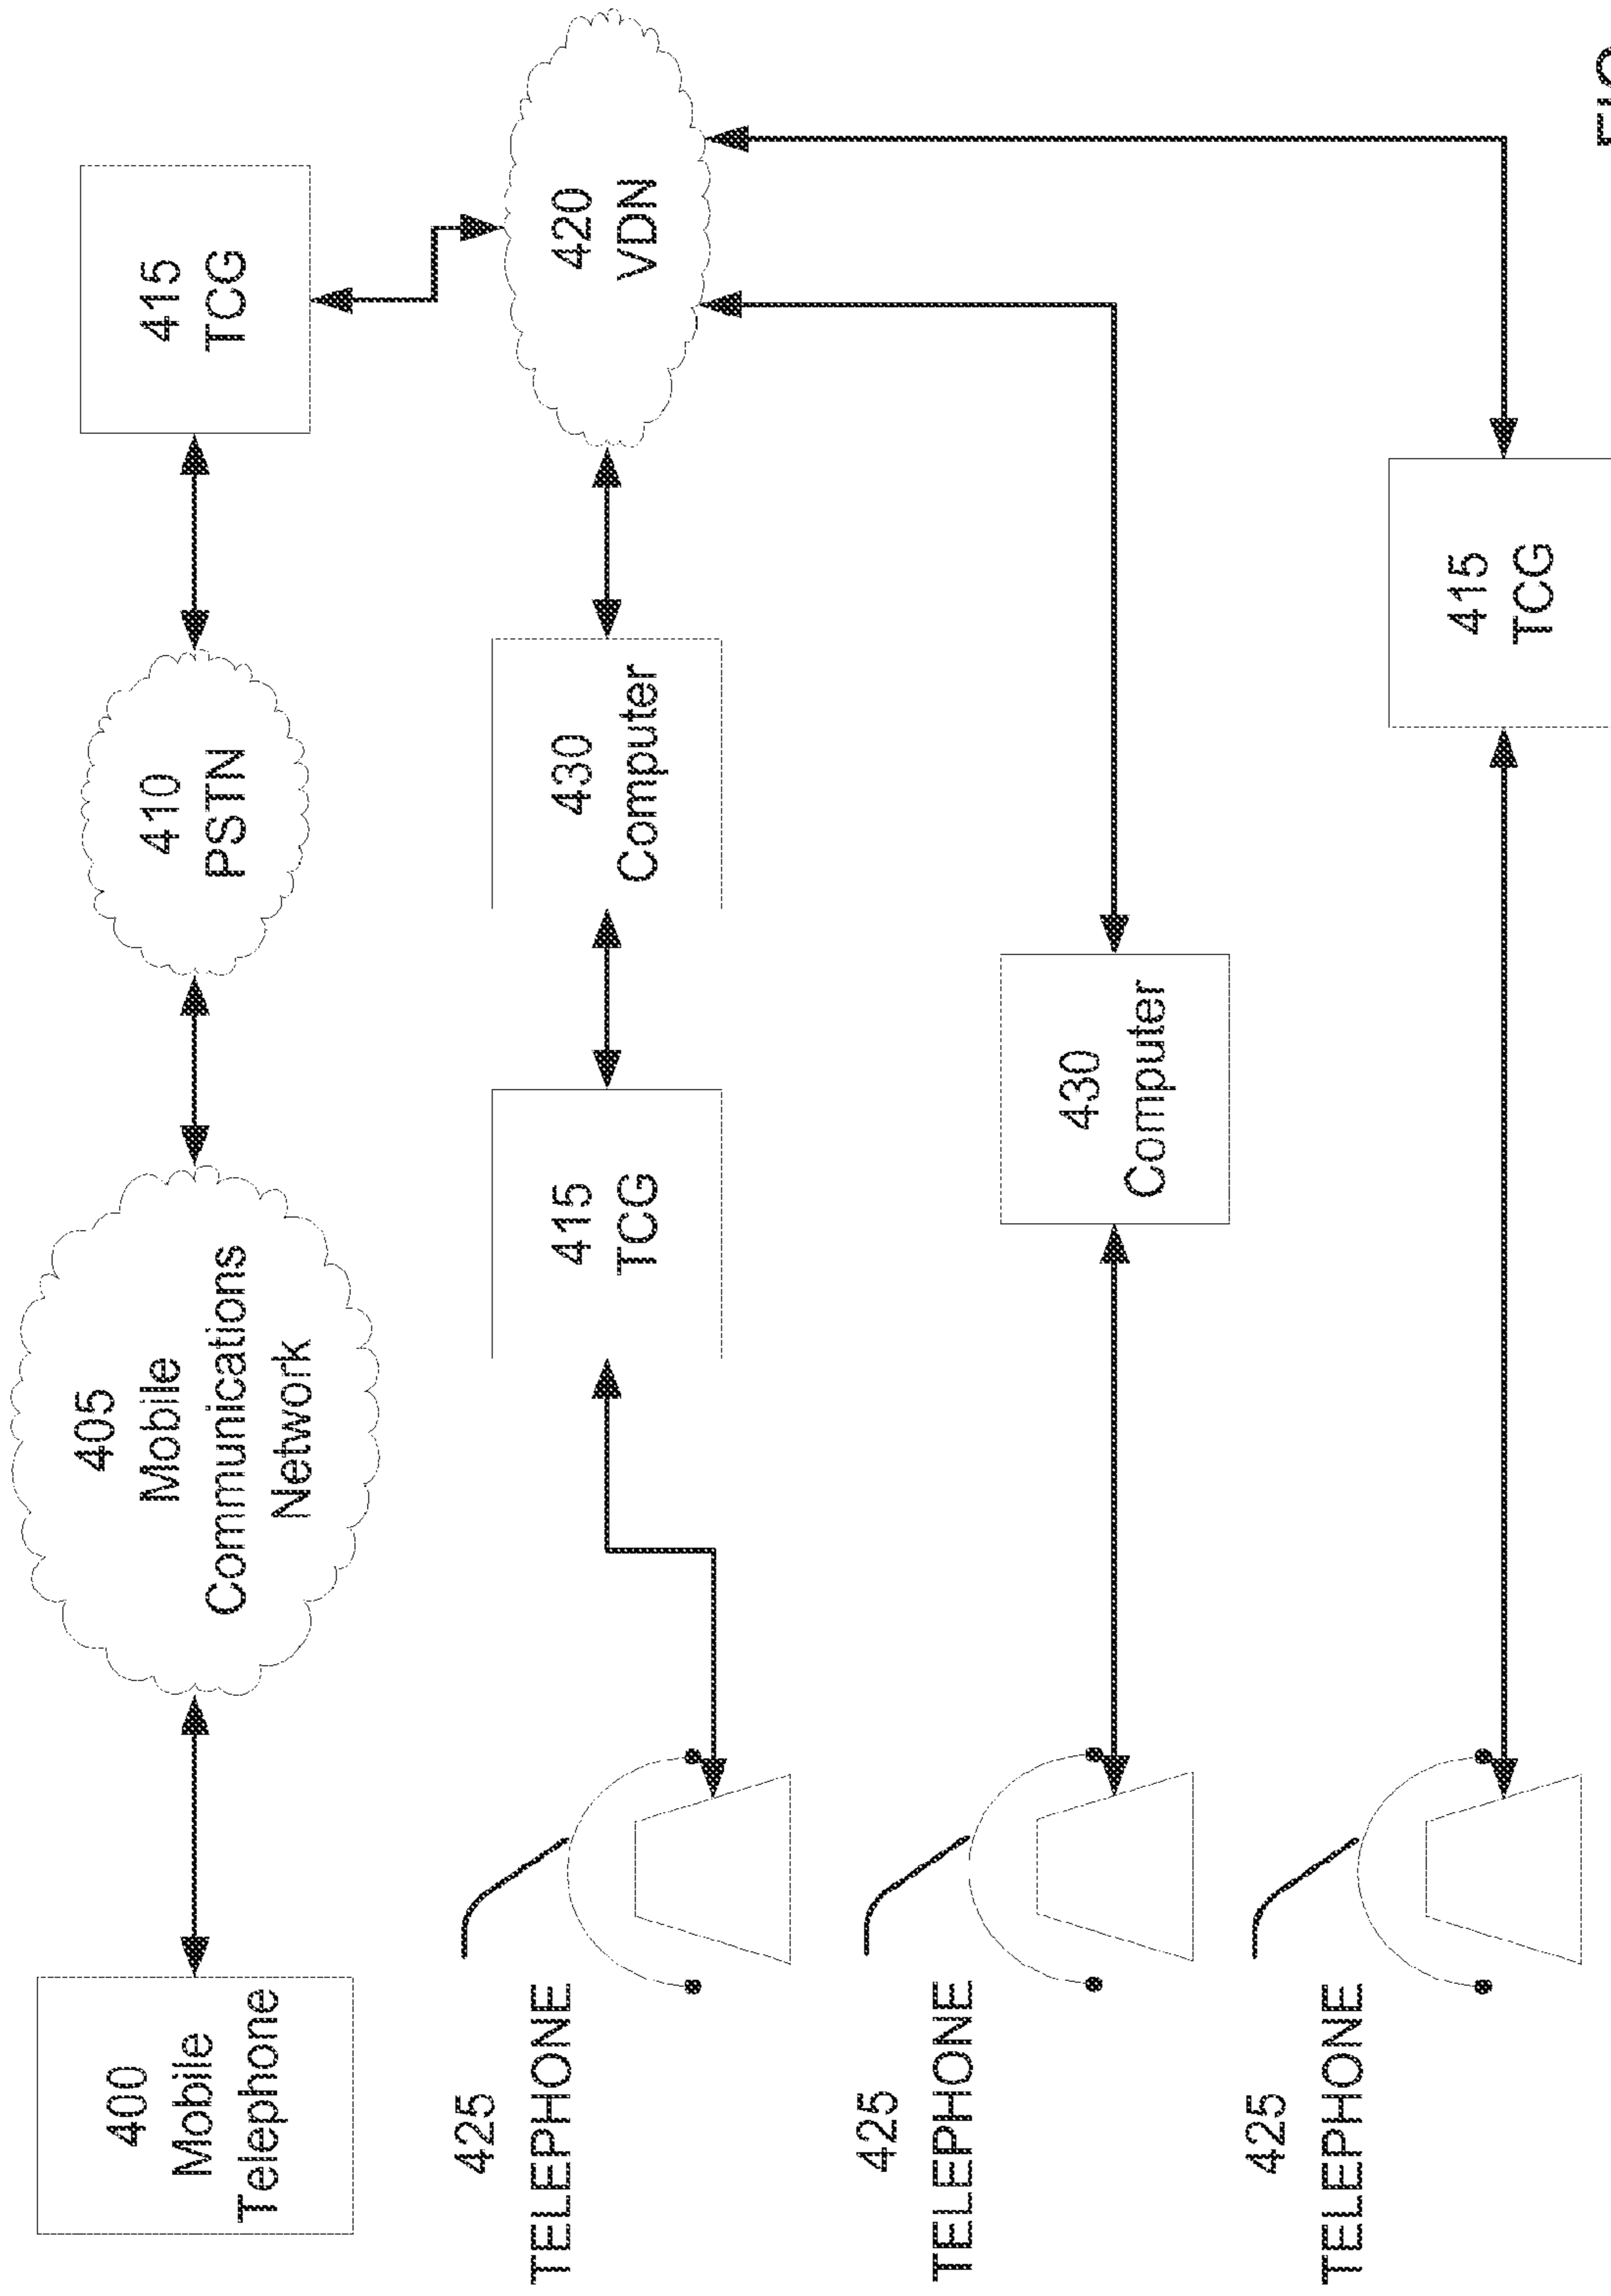 400
Mobile
Telephone
405
Mobile
Communications
Network
410
PSTN
415
TCG
425
TELEPHONE
415
TCG
430
Computer
420
VDN
425
TELEPHONE
430
Computer
425
TELEPHONE
415
TCG